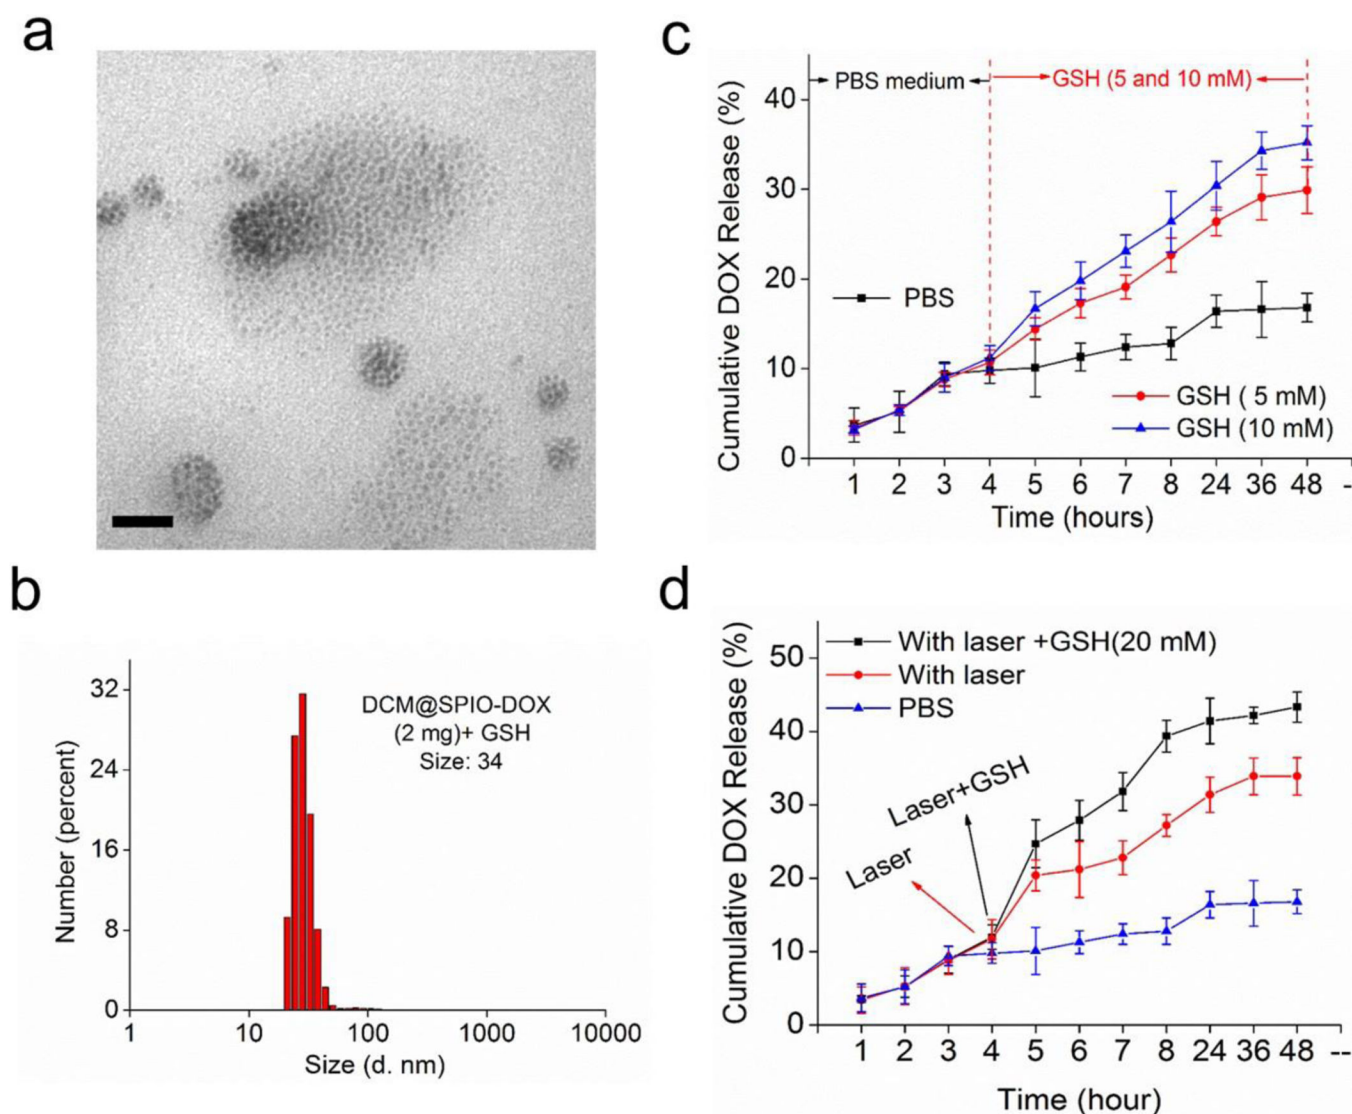 a
b
DCM@SPIO-DOX
(2 mg)+ GSH
Size: 34
Number (percent)
32
24
16
8
0
1 10 100 1000 10000
Size (d. nm)
c
PBS medium
GSH (5 and 10 mM)
Cumulative DOX Release (%)
40
30
20
10
0
PBS
GSH ( 5 mM)
GSH (10 mM)
1 2 3 4 5 6 7 8 24 36 48 -
Time (hours)
d
With laser +GSH(20 mM)
With laser
PBS
Laser+GSH
Laser
Cumulative DOX Release (%)
50
40
30
20
10
0
1 2 3 4 5 6 7 8 24 36 48 --
Time (hour)